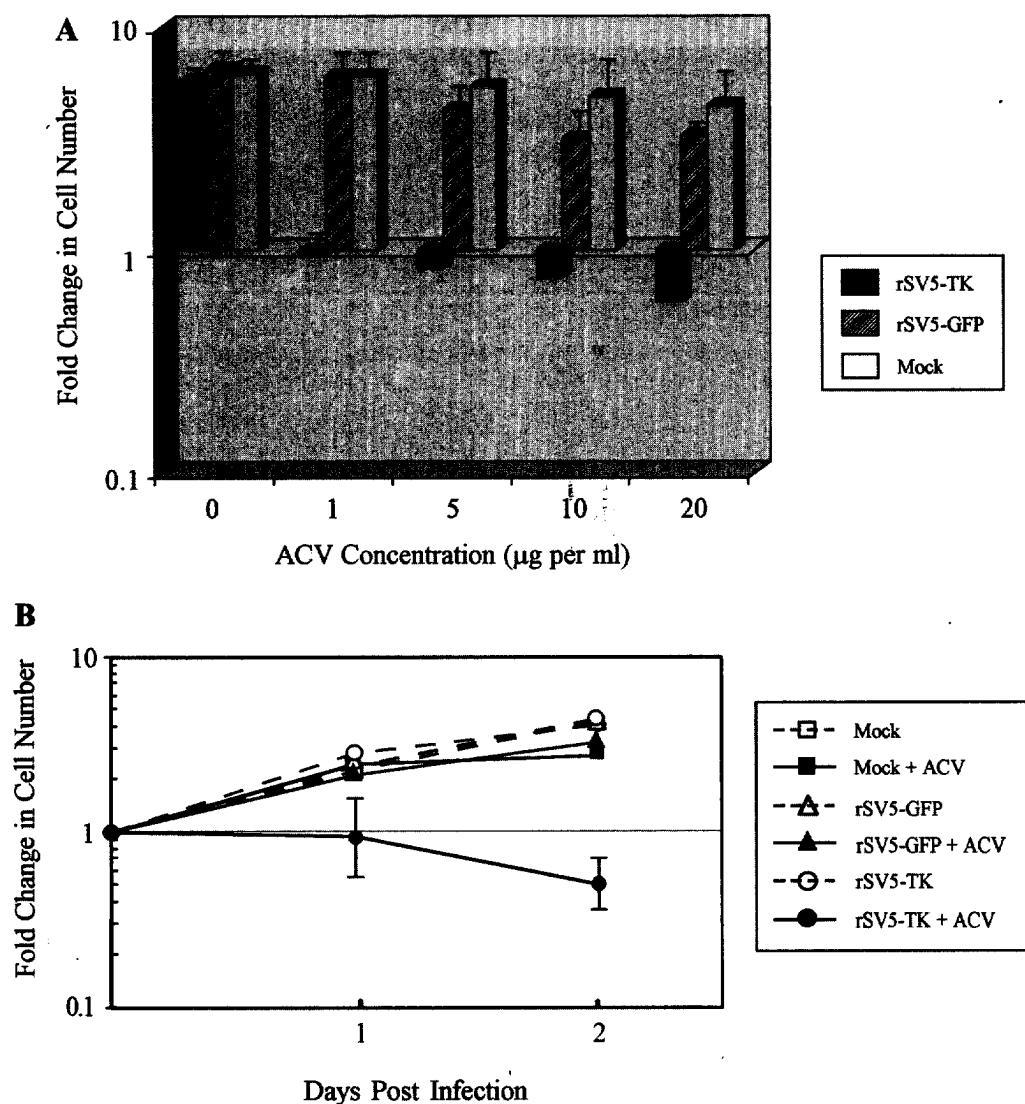 A
10
1
0.1
Fold Change in Cell Number
0 1 5 10 20
ACV Concentration (μg per ml)
rSV5-TK
rSV5-GFP
Mock
B
10
1
0.1
Fold Change in Cell Number
1 2
Days Post Infection
Mock
Mock + ACV
rSV5-GFP
rSV5-GFP + ACV
rSV5-TK
rSV5-TK + ACV